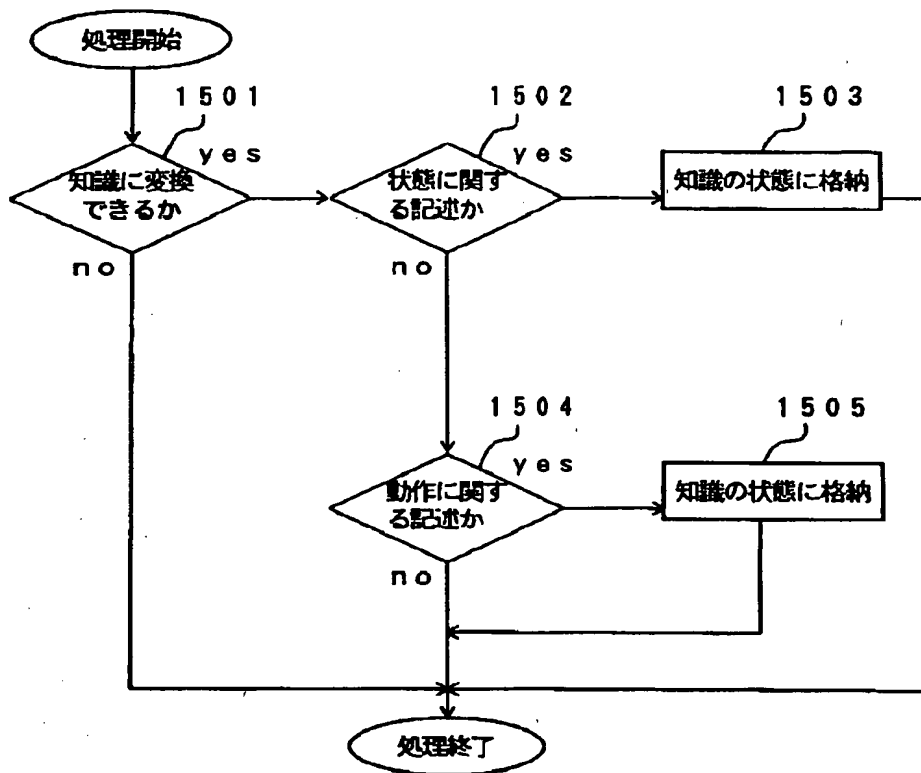 処理開始
1501
1502
1503
yes
yes
知識に変換
できるか
状態に関す
る記述か
知識の状態に格納
no
no
1504
1505
yes
動作に関す
る記述か
知識の状態に格納
no
処理終了